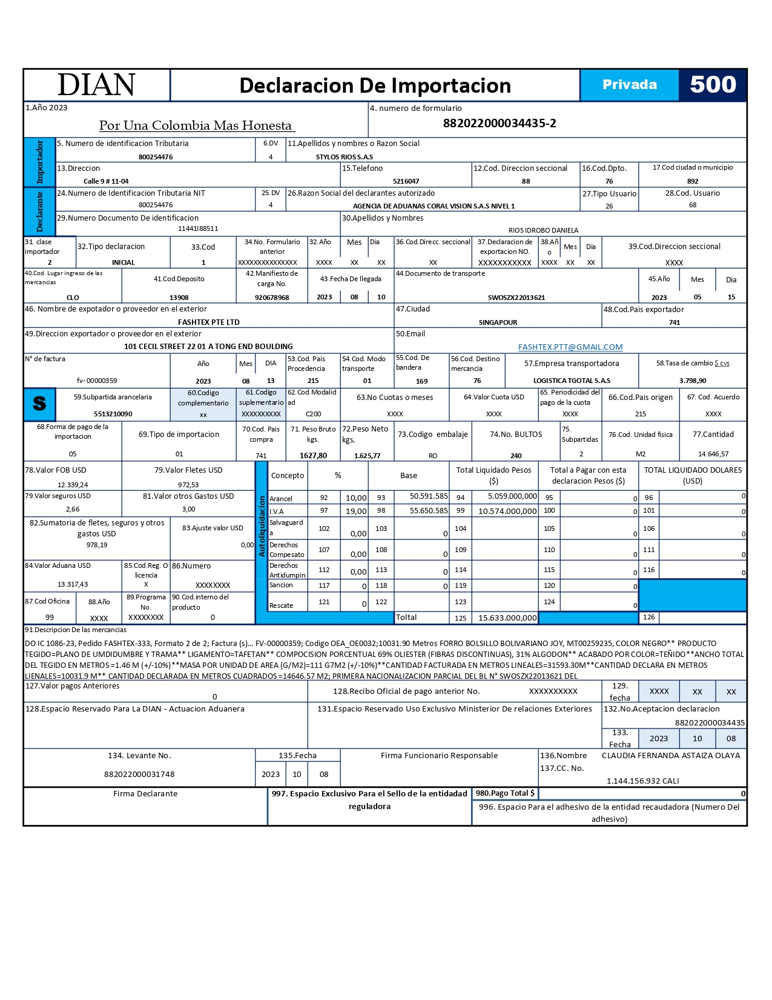 DIAN
Declaracion De Importacion
Privada
500
1.Año 2023
Por Una Colombia Mas Honesta
4. numero de formulario
882022000034435-2
Importador
5. Numero de identificacion Tributaria
800254476
6.DV
4
11.Apellidos y nombres o Razon Social
STYLOS RIOS S.A.S
13.Direccion
Calle 9 # 11-04
15.Telefono
5216047
12.Cod. Direccion seccional
88
16.Cod.Dpto.
76
17.Cod ciudad o municipio
892
Declarante
24.Numero de Identificacion Tributaria NIT
800254476
25.DV
4
26.Razon Social del declarantes autorizado
AGENCIA DE ADUANAS CORAL VISION S.A.S NIVEL 1
27.Tipo Usuario
26
28.Cod. Usuario
68
29.Numero Documento De identificacion
11441I88511
30.Apellidos y Nombres
RIOS IDROBO DANIELA
31. clase
importador
2
32.Tipo declaracion
INICIAL
33.Cod
1
34.No. Formulario
anterior
XXXXXXXXXXXXXXX
32.Año
XXXX
Mes
XX
Dia
XX
36.Cod.Direcc. seccional
XX
37.Declaracion de
exportacion NO.
XXXXXXXXXXX
38.Añ
o
XXXX
Mes
XX
Dia
XX
39.Cod.Direccion seccional
XXXX
40.Cod. Lugar ingreso de las
mercancias
CLO
41.Cod.Deposito
13908
42.Manifiesto de
carga No.
920678968
43.Fecha De llegada
2023
08
10
44.Documento de transporte
SWOSZX22013621
45.Año
2023
Mes
05
Dia
15
46. Nombre de expotador o proveedor en el exterior
FASHTEX PTE LTD
47.Ciudad
SINGAPOUR
48.Cod.Pais exportador
741
49.Direccion exportador o proveedor en el exterior
101 CECIL STREET 22 01 A TONG END BOULDING
50.Email
FASHTEX.PTT@GMAIL.COM
N° de factura
fv- 00000359
Año
2023
Mes
08
DIA
13
53.Cod. Pais
Procedencia
215
54.Cod. Modo
transporte
01
55.Cod. De
bandera
169
56.Cod. Destino
mercancia
76
57.Empresa transportadora
LOGISTICA TGOTAL S.A.S
58.Tasa de cambio $ cvs
3.798,90
S
59.Subpartida arancelaria
5513210090
60.Codigo
complementario
xx
61.Codigo
suplementario
XXXXXXXXXX
62.Cod.Modalid
ad
C200
63.No Cuotas o meses
XXXX
64.Valor Cuota USD
XXXX
65. Periodicidad del
pago de la cuota
XXXX
66.Cod.Pais origen
215
67. Cod. Acuerdo
XXXX
68.Forma de pago de la
importacion
05
69.Tipo de importacion
01
70.Cod. Pais
compra
741
71. Peso Bruto
kgs.
1627,80
72.Peso Neto
kgs.
1.625,77
73.Codigo embalaje
RO
74.No. BULTOS
240
75.
Subpartidas
2
76.Cod. Unidad fisica
M2
77.Cantidad
14.646,57
78.Valor FOB USD
12.339,24
79.Valor Fletes USD
972,53
79.Valor seguros USD
2,66
81.Valor otros Gastos USD
3,00
82.Sumatoria de fletes, seguros y otros
gastos USD
978,19
83.Ajuste valor USD
0,00
84.Valor Aduana USD
13.317,43
85.Cod.Reg. O
licencia
X
86.Numero
XXXXXXXX
87.Cod Oficina
99
88.Año
XXXX
89.Programa
No.
XXXXXXXX
90.Cod.interno del
producto
0
Autoliquidacion
Concepto
%
Base
Total Liquidado Pesos
($)
Total a Pagar con esta
declaracion Pesos ($)
TOTAL LIQUIDADO DOLARES
(USD)
Arancel 92 10,00 93 50.591.585 94 5.059.000,000 95 0 96 0
I.V.A 97 19,00 98 55.650.585 99 10.574.000,000 100 0 101 0
Salvaguard
a 102 0,00 103 0 104 105 0 106 0
Derechos
Compesato 107 0,00 108 0 109 110 0 111 0
Derechos
Antidumpin 112 0,00 113 0 114 115 0 116 0
Sancion 117 0 118 0 119 120 0
Rescate 121 0 122 123 124 0
Toltal 125 15.633.000,000 126
91.Descripcion De las mercancias
DO IC 1086-23, Pedido FASHTEX-333, Formato 2 de 2; Factura (s)... FV-00000359; Codigo OEA_OE0032;10031.90 Metros FORRO BOLSILLO BOLIVARIANO JOY, MT00259235, COLOR NEGRO** PRODUCTO
TEGIDO=PLANO DE UMDIDUMBRE Y TRAMA** LIGAMENTO=TAFETAN** COMPOCISION PORCENTUAL 69% OLIESTER (FIBRAS DISCONTINUAS), 31% ALGODON** ACABADO POR COLOR=TEÑIDO**ANCHO TOTAL
DEL TEGIDO EN METROS =1.46 M (+/-10%)**MASA POR UNIDAD DE AREA (G/M2)=111 G7M2 (+/-10%)**CANTIDAD FACTURADA EN METROS LINEALES=31593.30M**CANTIDAD DECLARA EN METROS
LIENALES=10031.9 M** CANTIDAD DECLARADA EN METROS CUADRADOS =14646.57 M2; PRIMERA NACIONALIZACION PARCIAL DEL BL N° SWOSZX22013621 DEL
127.Valor pagos Anteriores
0
128.Recibo Oficial de pago anterior No.
XXXXXXXXXX
129.
fecha
XXXX
XX
XX
128.Espacio Reservado Para La DIAN - Actuacion Aduanera
131.Espacio Reservado Uso Exclusivo Ministerior De relaciones Exteriores
132.No.Aceptacion declaracion
882022000034435
133.
Fecha
2023
10
08
134. Levante No.
882022000031748
135.Fecha
2023
10
08
Firma Funcionario Responsable
136.Nombre CLAUDIA FERNANDA ASTAIZA OLAYA
137.CC. No.
1.144.156.932 CALI
Firma Declarante
997. Espacio Exclusivo Para el Sello de la entidadad
reguladora
980.Pago Total $
0
996. Espacio Para el adhesivo de la entidad recaudadora (Numero Del
adhesivo)